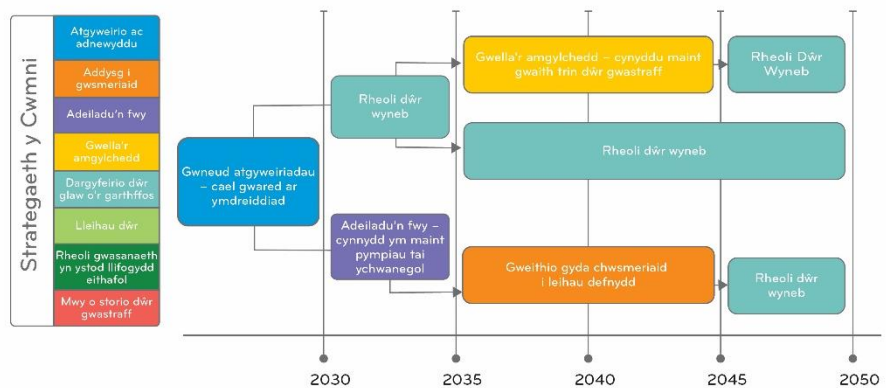 Strategaeth y Cwmni
Atgyweirio ac
adnewyddu
Addysg i
gwsmeriaid
Adeiladu'n fwy
Gwella'r
amgylchedd
Dargyfeirio dŵr
glaw o'r garthffos
Lleihau dŵr
Rheoli gwasanaeth
yn ystod llifogydd
eithafol
Mwy o storio dŵr
gwastraff
Gwneud atgyweiriadau
– cael gwared ar
ymdreiddiad
Rheoli dŵr
wyneb
Gwella'r amgylchedd – cynyddu maint
gwaith trin dŵr gwastraff
Rheoli Dŵr
Wyneb
Rheoli dŵr wyneb
Adeiladu'n fwy –
cynnydd ym maint
pympiau tai
ychwanegol
Gweithio gyda chwsmeriaid
i leihau defnydd
Rheoli dŵr
wyneb
2030
2035
2040
2045
2050